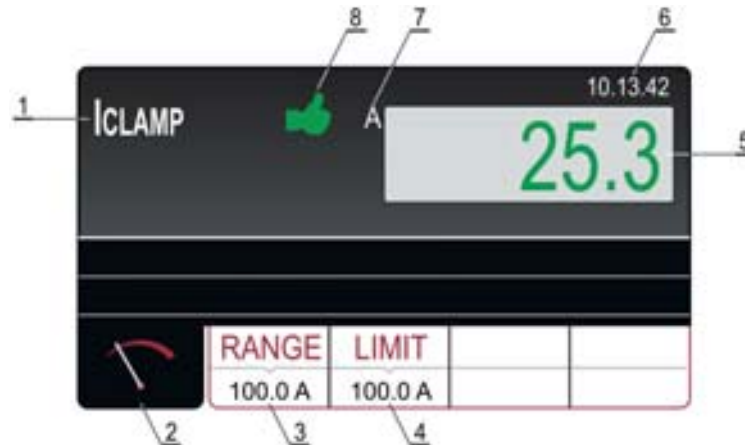 8 7 6
10.13.42
1 ICLAMP A
25.3 5
RANGE LIMIT
100.0 A 100.0 A
2 3 4